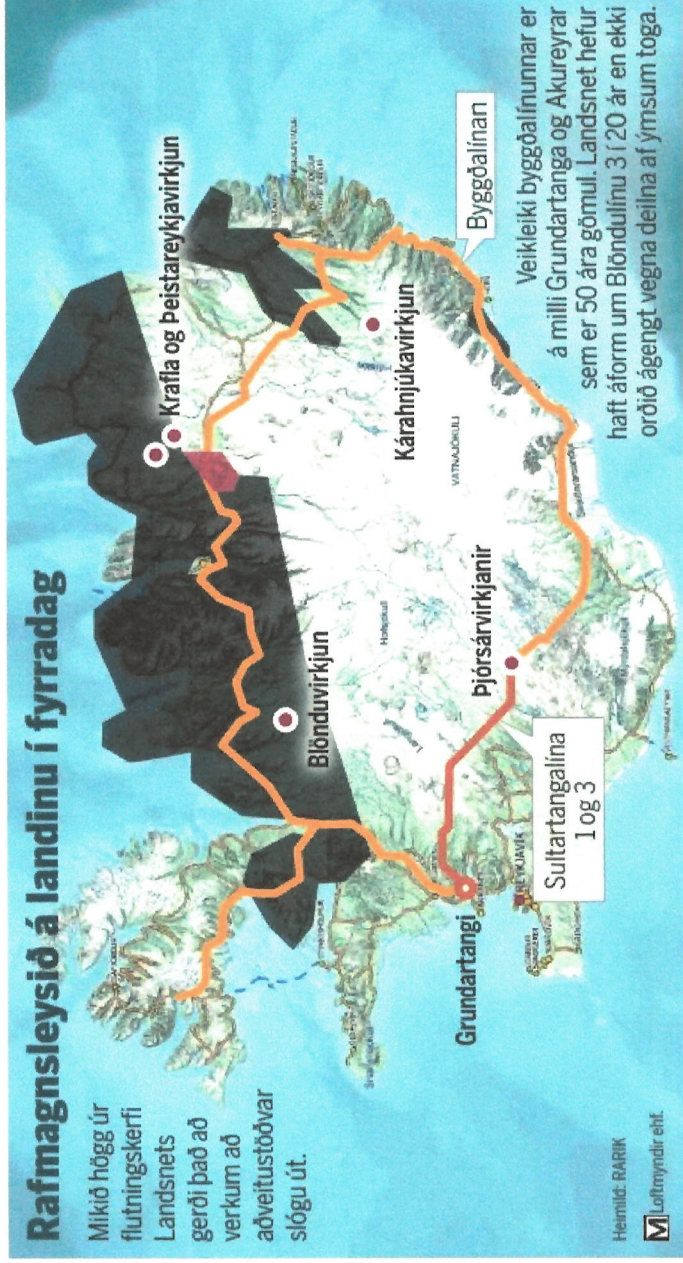 Rafmagnsleysið á landinu í fyrradag
Mikið högg úr
flutningskerfi
Landsnets
gerði það að
verkum að
aðveitustöðvar
slógu út.
Krafla og Þeistareykjavirkjun
Blönduvirkjun
Kárahnjúkavirkjun
Hofsjökull
VATNAJÖKULL
Þjórsárvirkjanir
Grundartangi
REYKJAVÍK
Sultartangalína
1 og 3
Byggðalínan
Veikleiki byggðalínunnar er
á milli Grundartanga og Akureyrar
sem er 50 ára gömul. Landsnet hefur
haft áform um Blöndulínu 3 í 20 ár en ekki
orðið ágengt vegna deilna af ýmsum toga.
Heimild: RARIK
M Loftmyndir ehf.